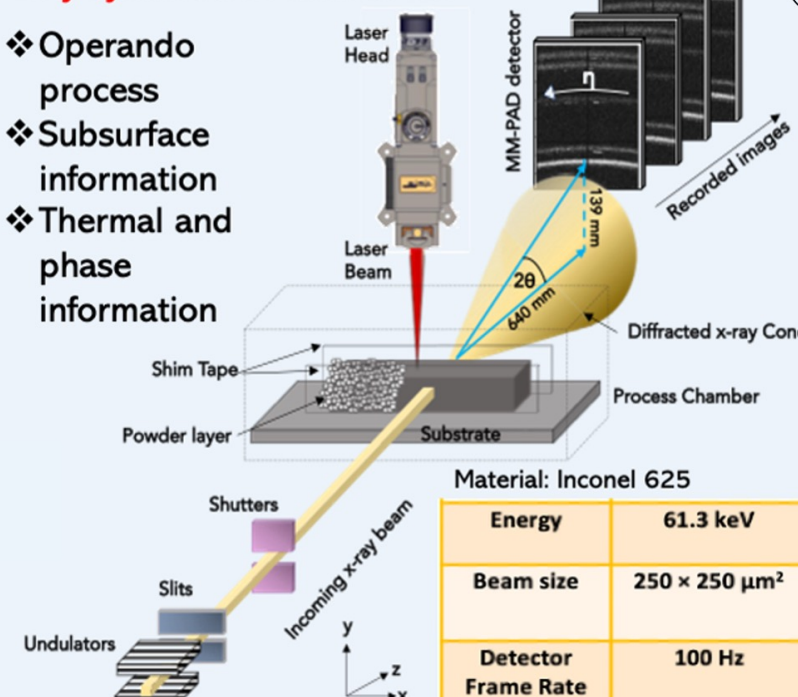 ❖ Operando
process
❖ Subsurface
information
❖ Thermal and
phase
information
Laser
Head
MM-PAD detector
η
Recorded images
139 mm
2θ
640 mm
Laser
Beam
Diffracted x-ray Con
Shim Tape
Process Chamber
Powder layer
Substrate
Material: Inconel 625
Shutters
Incoming x-ray beam
Slits
Undulators
y
z
x
Energy 61.3 keV
Beam size 250 × 250 µm²
Detector 100 Hz
Frame Rate